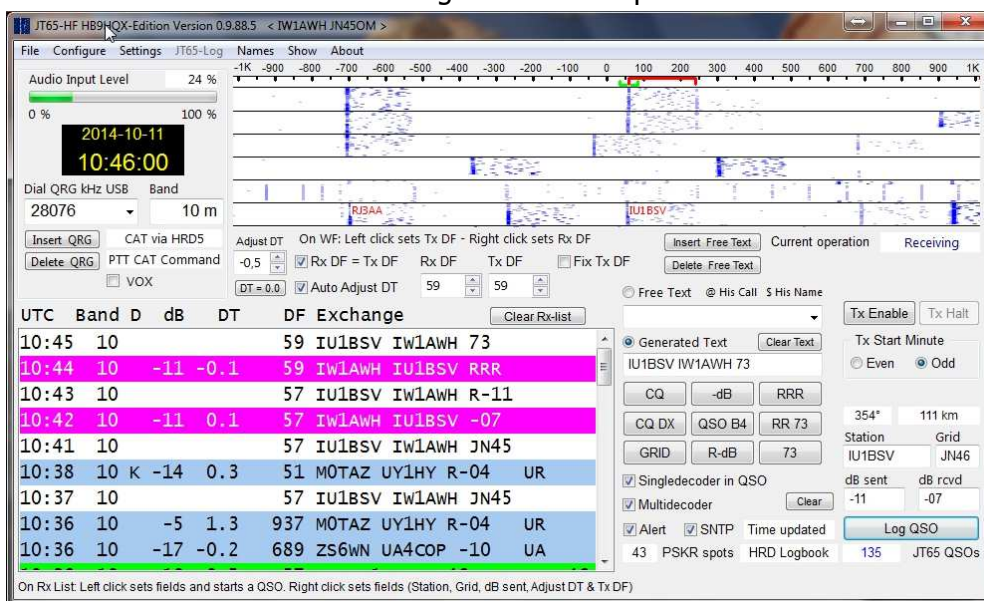 JT65-HF HB9HQX-Edition Version 0.9.88.5 < IW1AWH JN45OM >
File Configure Settings JT65-Log Names Show About
Audio Input Level 24 %
0 % 100 %
-1K -900 -800 -700 -600 -500 -400 -300 -200 -100 0 100 200 300 400 500 600 700 800 900 1K
2014-10-11
10:46:00
Dial QRG kHz USB Band
28076 10 m
RJ3AA IU1BSV
Insert QRG CAT via HRD5
Delete QRG PTT CAT Command
VOX
Adjust DT On WF: Left click sets Tx DF - Right click sets Rx DF
-0,5 Rx DF = Tx DF Rx DF Tx DF Fix Tx DF
DT = 0.0 Auto Adjust DT 59 59
Insert Free Text Current operation Receiving
Delete Free Text
Free Text @ His Call $ His Name
UTC Band D dB DT DF Exchange Clear Rx-list
10:45 10 59 IU1BSV IW1AWH 73
10:44 10 -11 -0.1 59 IW1AWH IU1BSV RRR
10:43 10 57 IU1BSV IW1AWH R-11
10:42 10 -11 0.1 57 IW1AWH IU1BSV -07
10:41 10 57 IU1BSV IW1AWH JN45
10:38 10 K -14 0.3 51 M0TAZ UY1HY R-04 UR
10:37 10 57 IU1BSV IW1AWH JN45
10:36 10 -5 1.3 937 M0TAZ UY1HY R-04 UR
10:36 10 -17 -0.2 689 ZS6WN UA4COP -10 UA
Generated Text Clear Text
IU1BSV IW1AWH 73
CQ -dB RRR
CQ DX QSO B4 RR 73
GRID R-dB 73
Singledecoder in QSO
Multidecoder Clear
Alert SNTP Time updated
43 PSKR spots HRD Logbook
Tx Enable Tx Halt
Tx Start Minute
Even Odd
354° 111 km
Station Grid
IU1BSV JN46
dB sent dB rcvd
-11 -07
Log QSO
135 JT65 QSOs
On Rx List: Left click sets fields and starts a QSO. Right click sets fields (Station, Grid, dB sent, Adjust DT & Tx DF)